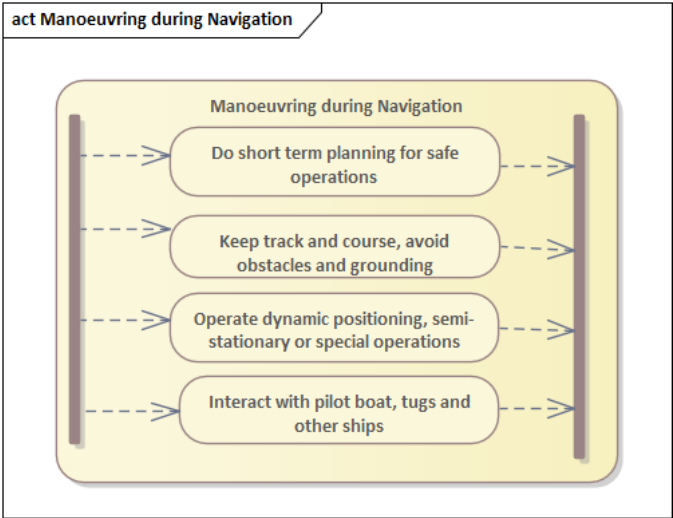 act Manoeuvring during Navigation
Manoeuvring during Navigation
Do short term planning for safe
operations
Keep track and course, avoid
obstacles and grounding
Operate dynamic positioning, semi-
stationary or special operations
Interact with pilot boat, tugs and
other ships